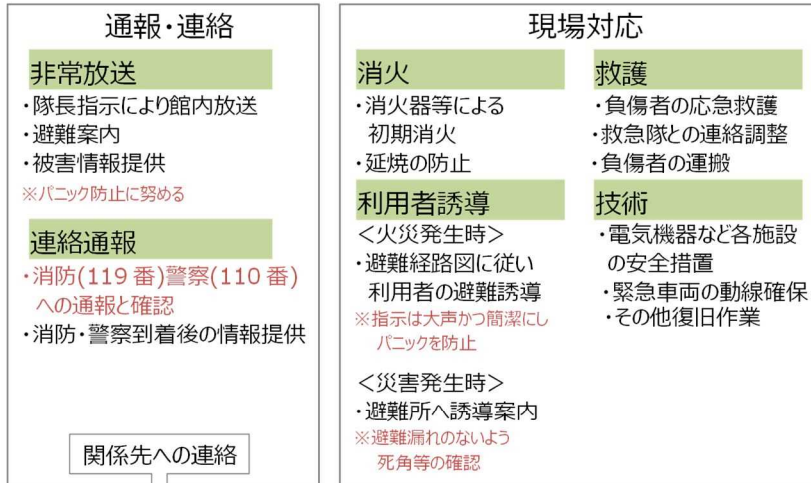 通報・連絡
非常放送
・隊長指示により館内放送
・避難案内
・被害情報提供
※パニック防止に努める
連絡通報
・消防(119 番)警察(110 番)
への通報と確認
・消防・警察到着後の情報提供
関係先への連絡
現場対応
消火
・消火器等による
初期消火
・延焼の防止
利用者誘導
＜火災発生時＞
・避難経路図に従い
利用者の避難誘導
※指示は大声かつ簡潔にし
パニックを防止
＜災害発生時＞
・避難所へ誘導案内
※避難漏れのないよう
死角等の確認
救護
・負傷者の応急救護
・救急隊との連絡調整
・負傷者の運搬
技術
・電気機器など各施設
の安全措置
・緊急車両の動線確保
・その他復旧作業